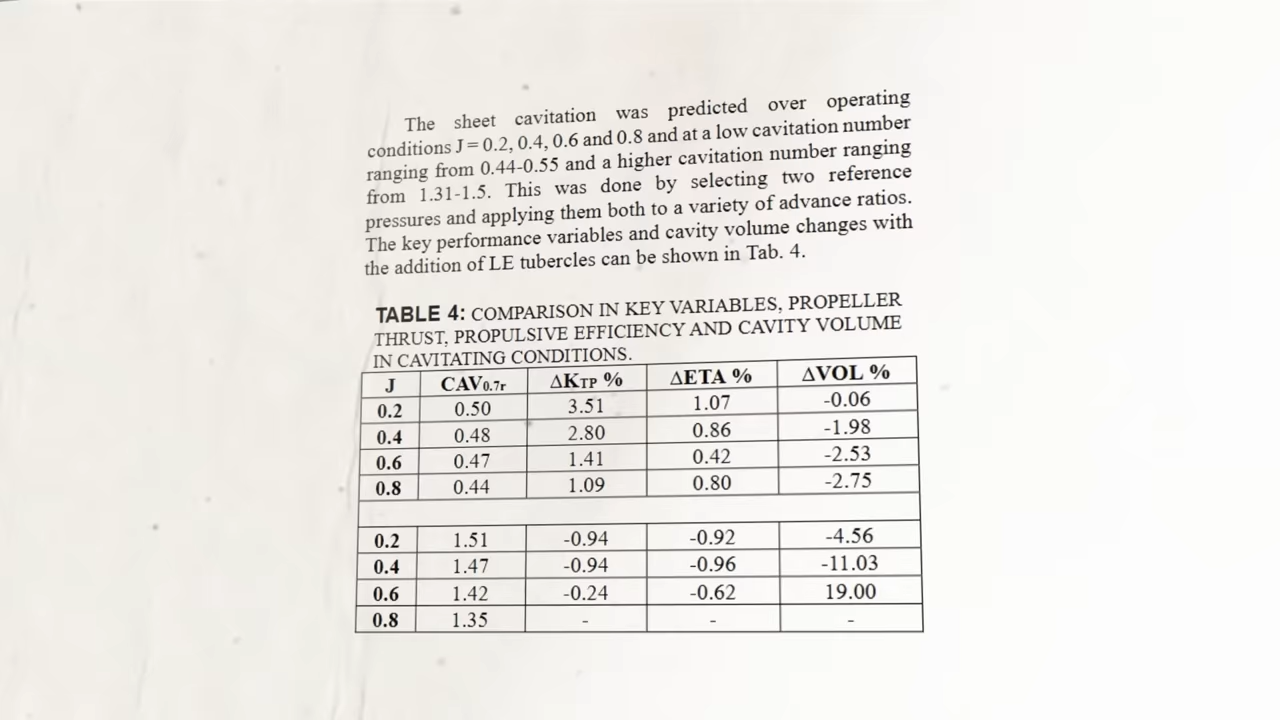 The sheet cavitation was predicted over operating
conditions J = 0.2, 0.4, 0.6 and 0.8 and at a low cavitation number
ranging from 0.44-0.55 and a higher cavitation number ranging
from 1.31-1.5. This was done by selecting two reference
pressures and applying them both to a variety of advance ratios.
The key performance variables and cavity volume changes with
the addition of LE tubercles can be shown in Tab. 4.
TABLE 4: COMPARISON IN KEY VARIABLES, PROPELLER
THRUST, PROPULSIVE EFFICIENCY AND CAVITY VOLUME
IN CAVITATING CONDITIONS.
J CAV0.7r ΔKTP % ΔETA % ΔVOL %
0.2 0.50 3.51 1.07 -0.06
0.4 0.48 2.80 0.86 -1.98
0.6 0.47 1.41 0.42 -2.53
0.8 0.44 1.09 0.80 -2.75
0.2 1.51 -0.94 -0.92 -4.56
0.4 1.47 -0.94 -0.96 -11.03
0.6 1.42 -0.24 -0.62 19.00
0.8 1.35 - - -